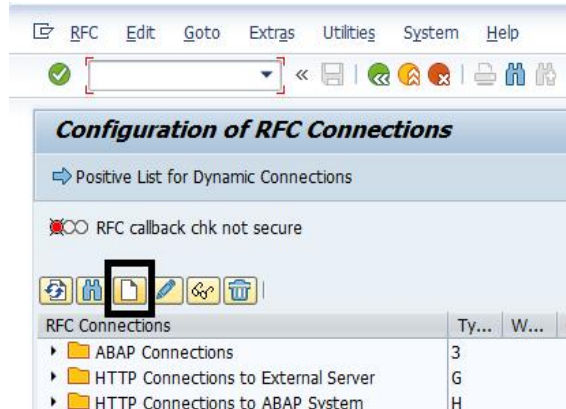 RFC Edit Goto Extras Utilities System Help
Configuration of RFC Connections
Positive List for Dynamic Connections
RFC callback chk not secure
RFC Connections Ty... W...
ABAP Connections 3
HTTP Connections to External Server G
HTTP Connections to ABAP System H